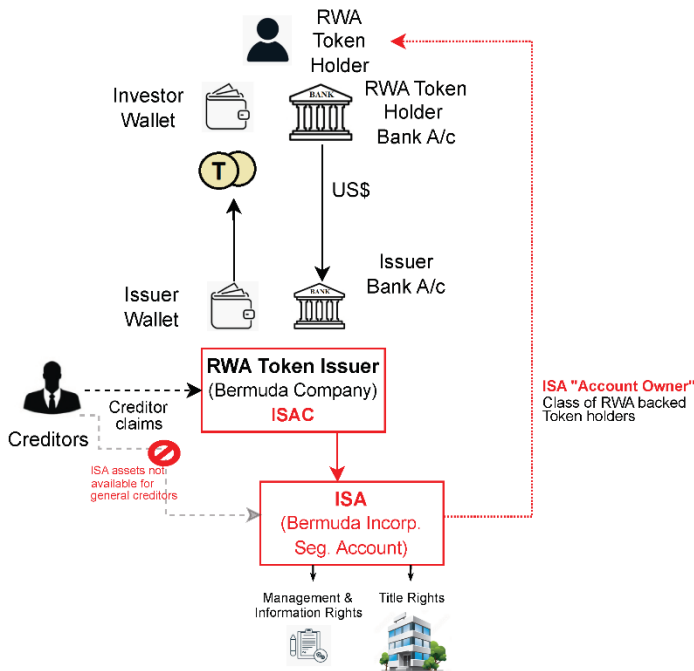 RWA
Token
Holder
Investor
Wallet
BANK
RWA Token
Holder
Bank A/c
T
US$
Issuer
Wallet
BANK
Issuer
Bank A/c
RWA Token Issuer
(Bermuda Company)
ISAC
Creditors
Creditor
claims
ISA assets not
available for
general creditors
ISA "Account Owner"
Class of RWA backed
Token holders
ISA
(Bermuda Incorp.
Seg. Account)
Management &
Information Rights
Title Rights